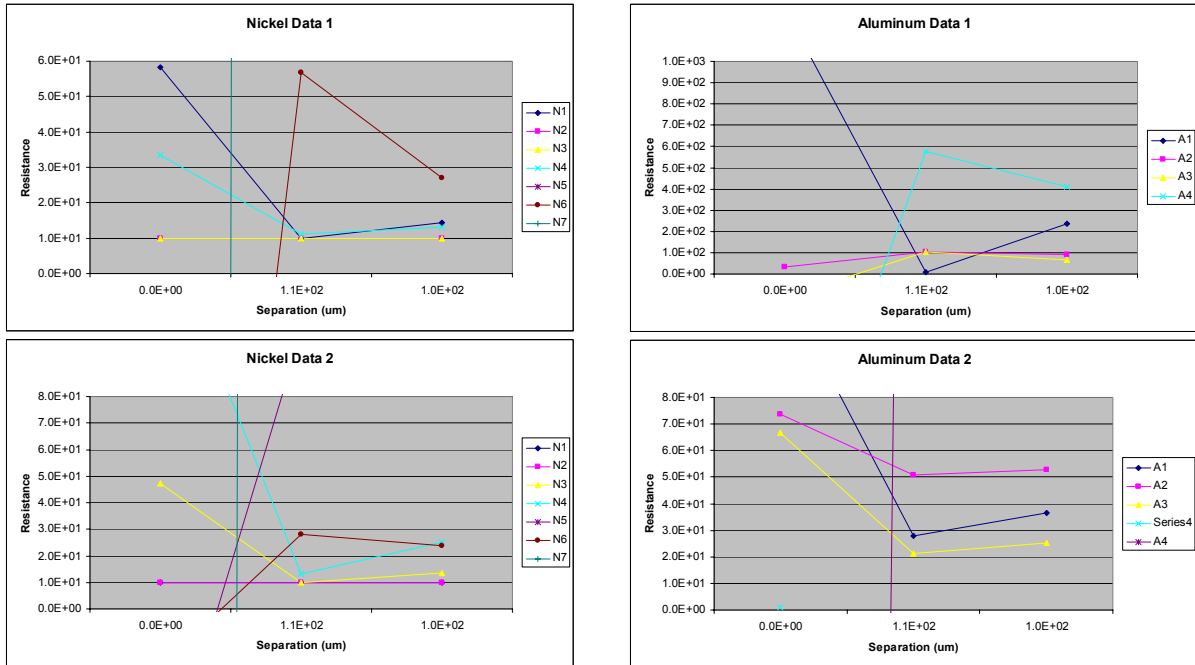 Nickel Data 1
6.0E+01
5.0E+01
4.0E+01
3.0E+01
2.0E+01
1.0E+01
0.0E+00
Resistance
0.0E+00 1.1E+02 1.0E+02
Separation (um)
N1
N2
N3
N4
N5
N6
N7
Aluminum Data 1
1.0E+03
9.0E+02
8.0E+02
7.0E+02
6.0E+02
5.0E+02
4.0E+02
3.0E+02
2.0E+02
1.0E+02
0.0E+00
Resistance
0.0E+00 1.1E+02 1.0E+02
Separation (um)
A1
A2
A3
A4
Nickel Data 2
8.0E+01
7.0E+01
6.0E+01
5.0E+01
4.0E+01
3.0E+01
2.0E+01
1.0E+01
0.0E+00
Resistance
0.0E+00 1.1E+02 1.0E+02
Separation (um)
N1
N2
N3
N4
N5
N6
N7
Aluminum Data 2
8.0E+01
7.0E+01
6.0E+01
5.0E+01
4.0E+01
3.0E+01
2.0E+01
1.0E+01
0.0E+00
Resistance
0.0E+00 1.1E+02 1.0E+02
Separation (um)
A1
A2
A3
Series4
A4